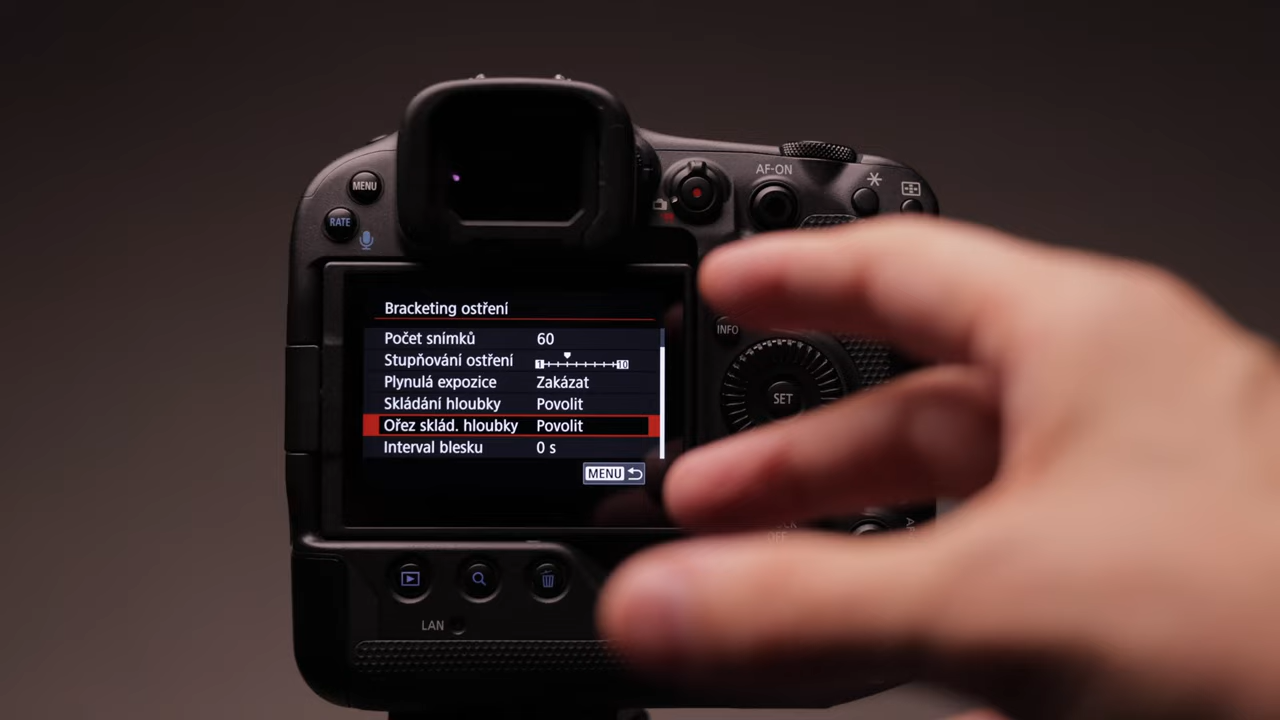 AF-ON
MENU
RATE
INFO
SET
Bracketing ostření
Počet snímků 60
Stupňování ostření 1 10
Plynulá expozice Zakázat
Skládání hloubky Povolit
Ořez sklád. hloubky Povolit
Interval blesku 0 s
MENU
OFF
LAN